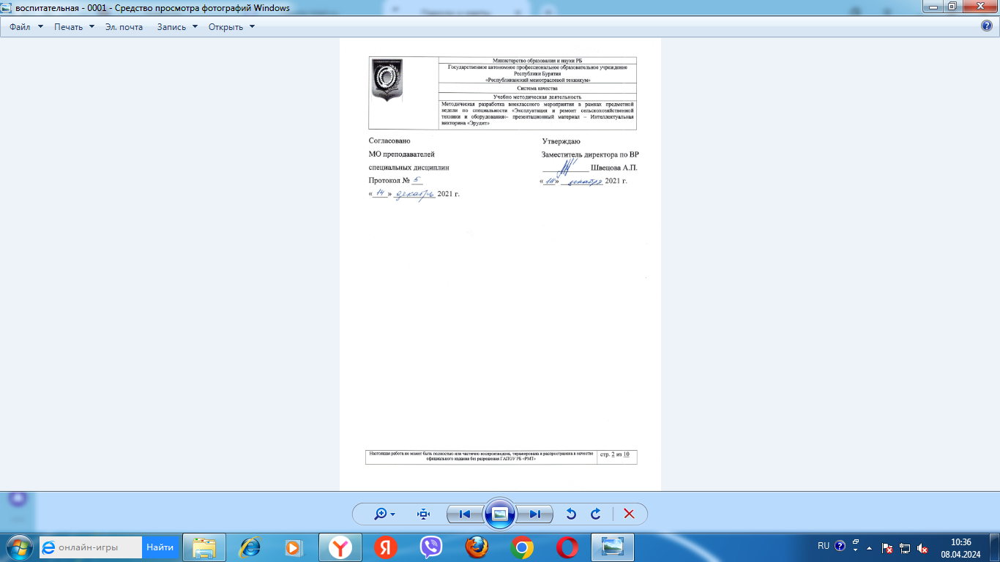 воспитательная - 0001 - Средство просмотра фотографий Windows
Файл Печать Эл. почта Запись Открыть
Министерство образования и науки РБ
Государственное автономное профессиональное образовательное учреждение
Республики Бурятия
«Республиканский межотраслевой техникум»
Система качества
Учебно методическая деятельность
Методическая разработка внеклассного мероприятия в рамках предметной
недели по специальности «Эксплуатация и ремонт сельскохозяйственной
техники и оборудования»- презентационный материал – Интеллектуальная
викторина «Эрудит»
Согласовано
МО преподавателей
специальных дисциплин
Протокол № 5
«14» декабрь 2021 г.
Утверждаю
Заместитель директора по ВР
Швецова А.П.
декабря 2021 г.
Настоящая работа не может быть полностью или частично воспроизведена, тиражирована и распространена в качестве
официального издания без разрешения ГАПОУ РБ «РМТ»
стр. 2 из 10
онлайн-игры Найти
RU
10:36
08.04.2024